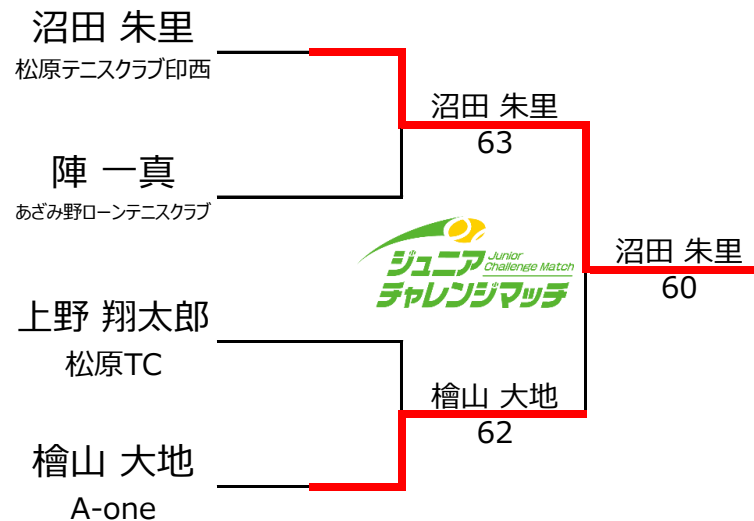 沼田 朱里
松原テニスクラブ印西
陣 一真
あざみ野ローンテニスクラブ
上野 翔太郎
松原TC
檜山 大地
A-one
沼田 朱里
63
ジュニア
Junior
Challenge Match
チャレンジマッチ
檜山 大地
62
沼田 朱里
60